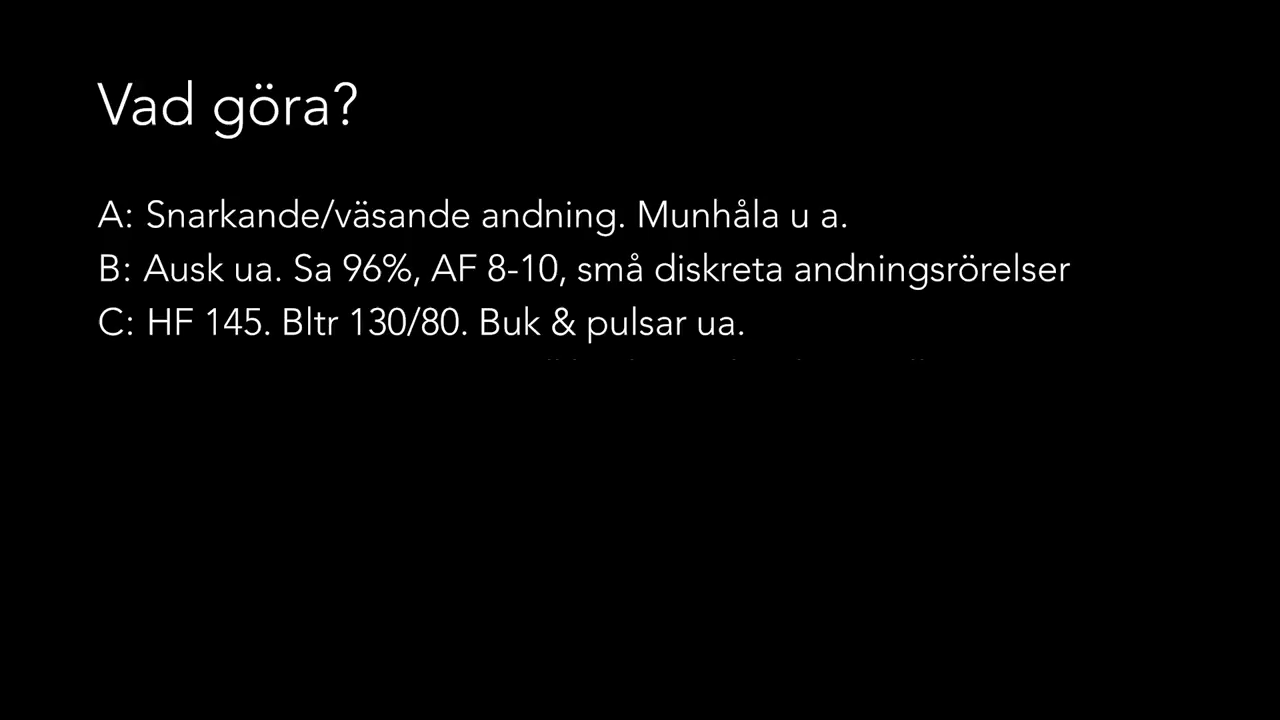 Vad göra?
A: Snarkande/väsande andning. Munhåla u a.
B: Ausk ua. Sa 96%, AF 8-10, små diskreta andningsrörelser
C: HF 145. Bltr 130/80. Buk & pulsar ua.